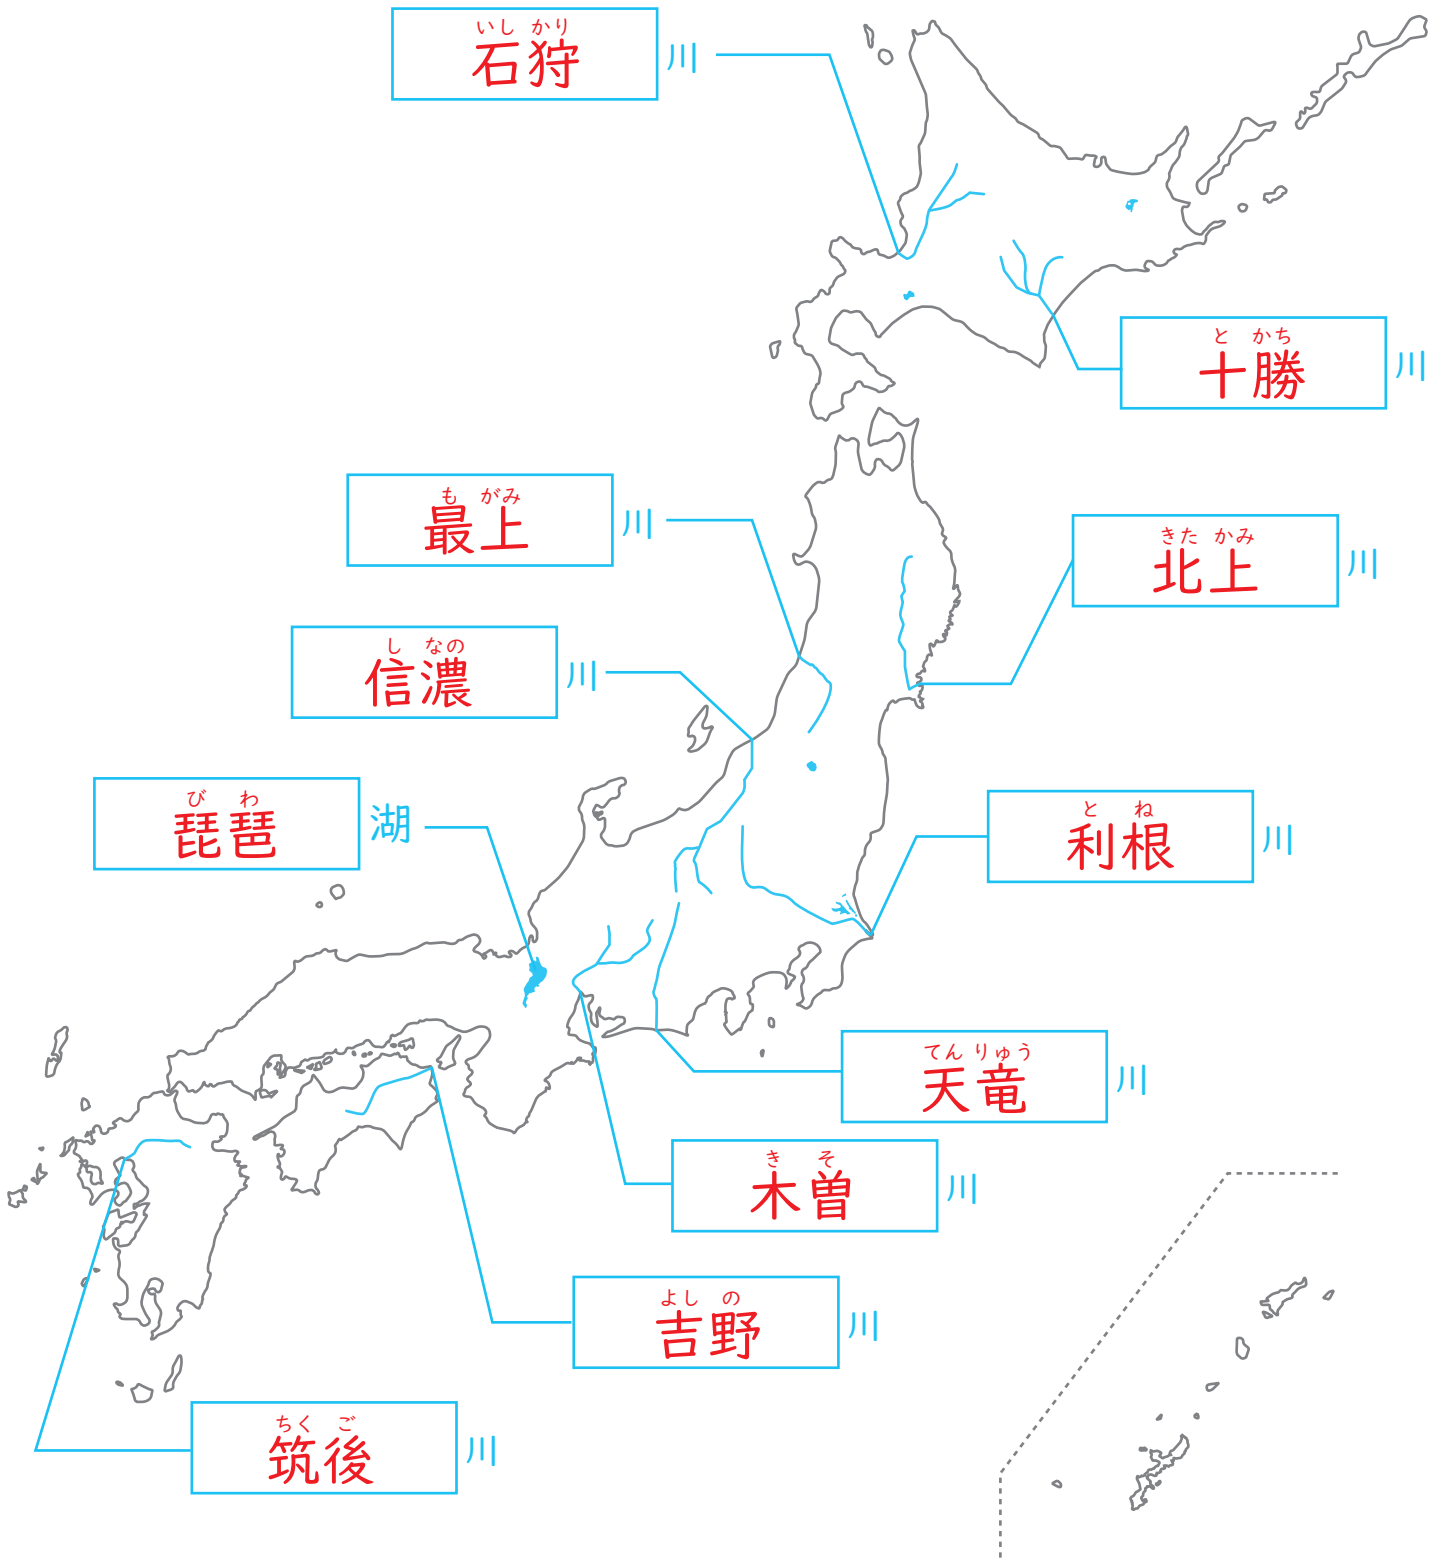 いし かり
石狩 川
と かち
十勝 川
も がみ
最上 川
きた かみ
北上 川
し なの
信濃 川
び わ
琵琶 湖
と ね
利根 川
てん りゅう
天竜 川
き そ
木曽 川
よし の
吉野 川
ちく ご
筑後 川